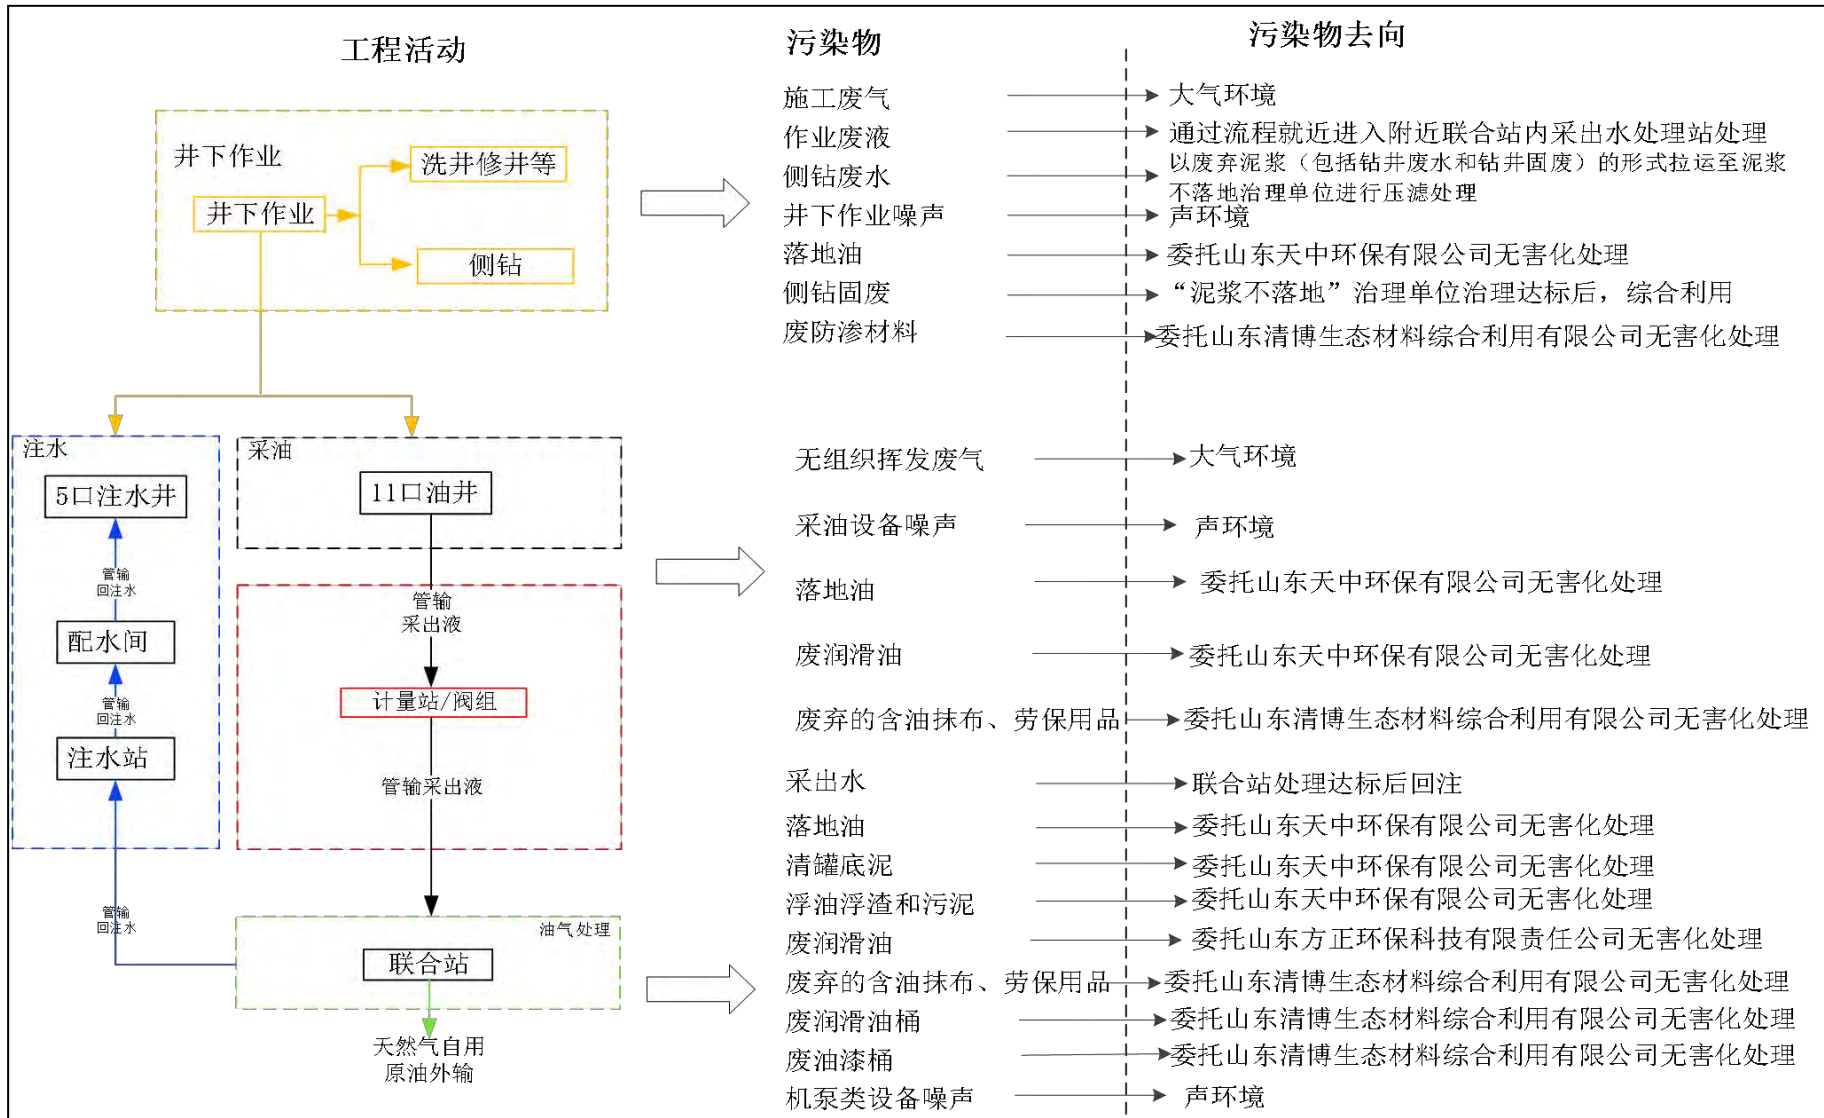 工程活动
污染物
污染物去向
井下作业
洗井修井等
井下作业
侧钻
施工废气
大气环境
作业废液
通过流程就近进入附近联合站内采出水处理站处理
侧钻废水
以废弃泥浆（包括钻井废水和钻井固废）的形式拉运至泥浆
不落地治理单位进行压滤处理
井下作业噪声
声环境
落地油
委托山东天中环保有限公司无害化处理
侧钻固废
“泥浆不落地”治理单位治理达标后，综合利用
废防渗材料
委托山东清博生态材料综合利用有限公司无害化处理
注水
5口注水井
管输
回注水
配水间
管输
回注水
注水站
管输
回注水
采油
11口油井
管输
采出液
计量站/阀组
管输采出液
油气处理
联合站
天然气自用
原油外输
无组织挥发废气
大气环境
采油设备噪声
声环境
落地油
委托山东天中环保有限公司无害化处理
废润滑油
委托山东天中环保有限公司无害化处理
废弃的含油抹布、劳保用品
委托山东清博生态材料综合利用有限公司无害化处理
采出水
联合站处理达标后回注
落地油
委托山东天中环保有限公司无害化处理
清罐底泥
委托山东天中环保有限公司无害化处理
浮油浮渣和污泥
委托山东天中环保有限公司无害化处理
废润滑油
委托山东方正环保科技有限责任公司无害化处理
废弃的含油抹布、劳保用品
委托山东清博生态材料综合利用有限公司无害化处理
废润滑油桶
委托山东清博生态材料综合利用有限公司无害化处理
废油漆桶
委托山东清博生态材料综合利用有限公司无害化处理
机泵类设备噪声
声环境